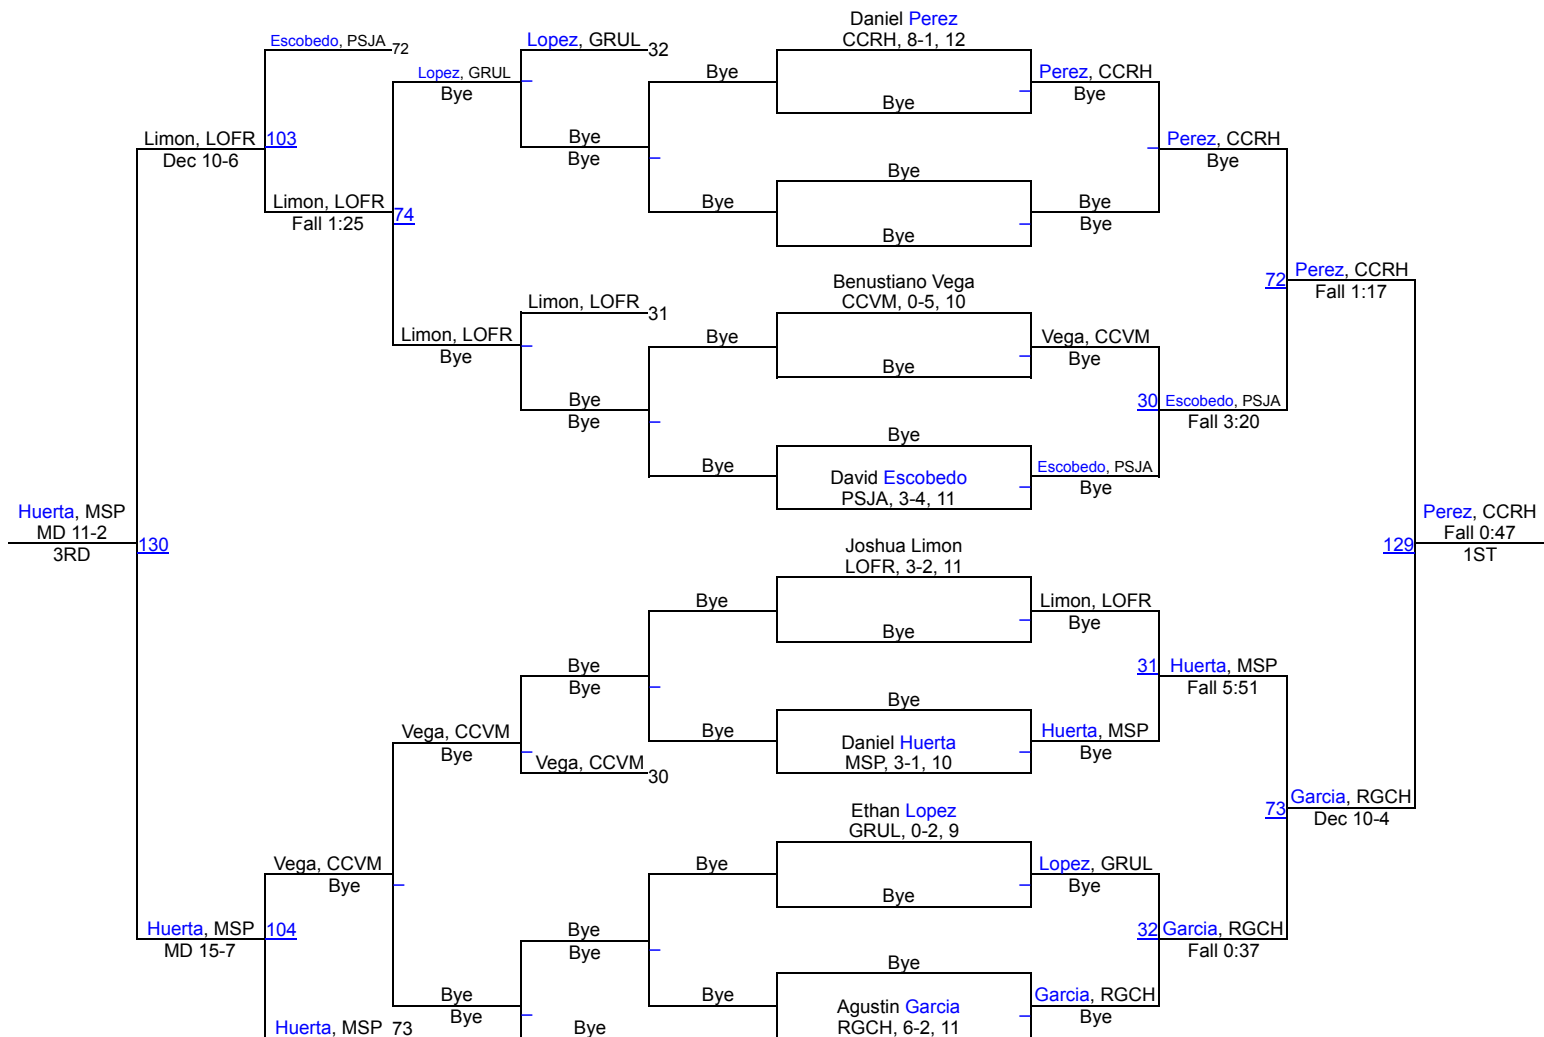 Daniel Perez
Escobedo, PSJA 72
Lopez, GRUL 32
CCRH, 8-1, 12
Lopez, GRUL
Bye
Perez, CCRH
Bye
Bye
Bye
Limon, LOFR 103
Bye
Perez, CCRH
Dec 10-6
Bye
Bye
Bye
Limon, LOFR
Bye
Bye
Fall 1:25
74
Bye
Bye
Perez, CCRH
72
Fall 1:17
Benustiano Vega
Limon, LOFR 31
CCVM, 0-5, 10
Limon, LOFR
Bye
Vega, CCVM
Bye
Bye
Bye
Bye
30 Escobedo, PSJA
Bye
Fall 3:20
Bye
Bye
David Escobedo
Escobedo, PSJA
PSJA, 3-4, 11
Bye
Huerta, MSP
MD 11-2
3RD
130
Perez, CCRH
Fall 0:47
1ST
129
Joshua Limon
LOFR, 3-2, 11
Bye
Limon, LOFR
Bye
Bye
Bye
31 Huerta, MSP
Bye
Fall 5:51
Bye
Vega, CCVM
Bye
Bye
Daniel Huerta
Huerta, MSP
MSP, 3-1, 10
Bye
Vega, CCVM 30
Garcia, RGCH
73
Dec 10-4
Ethan Lopez
GRUL, 0-2, 9
Vega, CCVM
Bye
Bye
Lopez, GRUL
Bye
Bye
Huerta, MSP 104
MD 15-7
Bye
Bye
32 Garcia, RGCH
Fall 0:37
Bye
Bye
Bye
Bye
Agustin Garcia
Garcia, RGCH
RGCH, 6-2, 11
Bye
Huerta, MSP 73
Bye